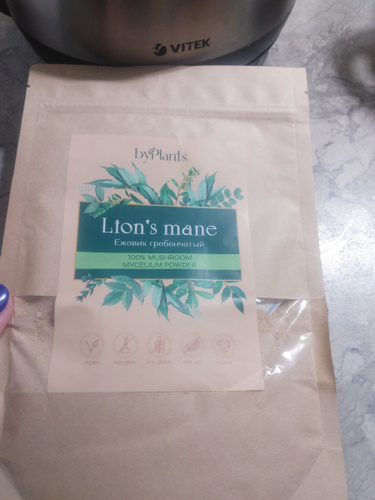 VITEK
byPlants
Lion's mane
Ежовик гребенчатый
100% MUSHROOM
MYCELIUM POWDER